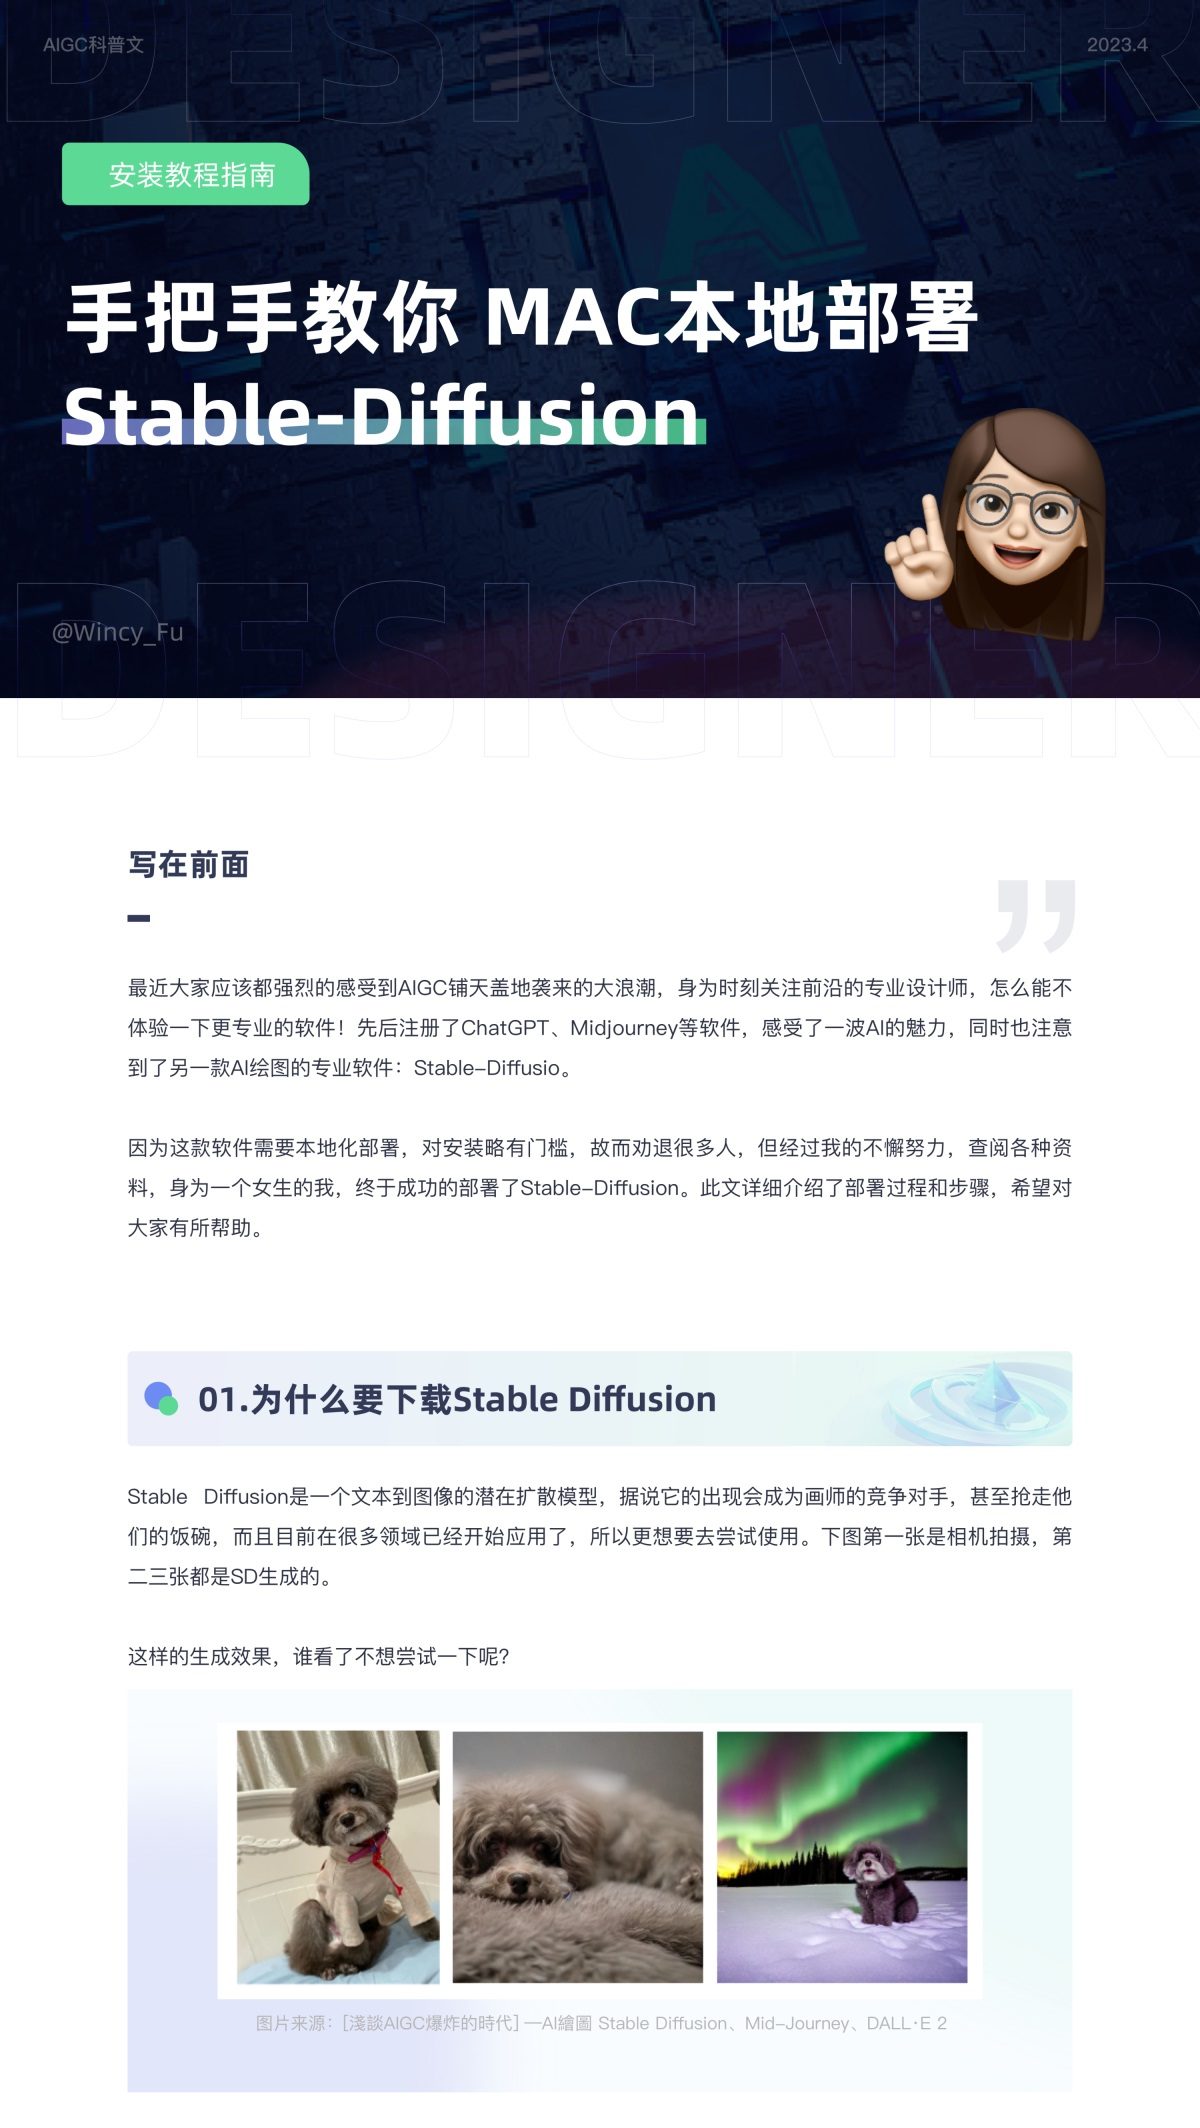 DESIGNER
AIGC科普文
2023.4
AI
安装教程指南
手把手教你 MAC本地部署
Stable-Diffusion
@Wincy_Fu
DESIGNER
写在前面
”
最近大家应该都强烈的感受到AIGC铺天盖地袭来的大浪潮，身为时刻关注前沿的专业设计师，怎么能不
体验一下更专业的软件！先后注册了ChatGPT、Midjourney等软件，感受了一波AI的魅力，同时也注意
到了另一款AI绘图的专业软件：Stable-Diffusio。
因为这款软件需要本地化部署，对安装略有门槛，故而劝退很多人，但经过我的不懈努力，查阅各种资
料，身为一个女生的我，终于成功的部署了Stable-Diffusion。此文详细介绍了部署过程和步骤，希望对
大家有所帮助。
01.为什么要下载Stable Diffusion
Stable Diffusion是一个文本到图像的潜在扩散模型，据说它的出现会成为画师的竞争对手，甚至抢走他
们的饭碗，而且目前在很多领域已经开始应用了，所以更想要去尝试使用。下图第一张是相机拍摄，第
二三张都是SD生成的。
这样的生成效果，谁看了不想尝试一下呢？
图片来源：[淺談AIGC爆炸的時代] —AI繪圖 Stable Diffusion、Mid-Journey、DALL·E 2